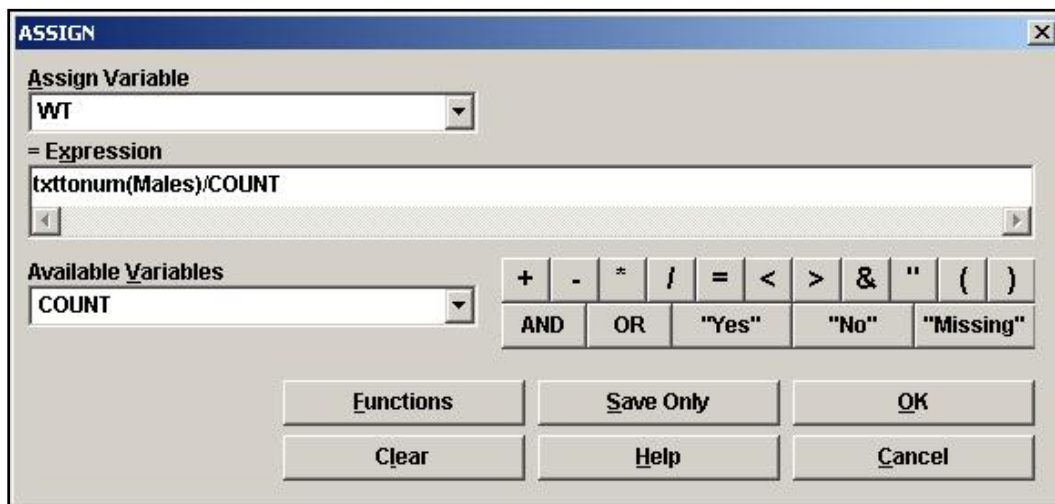 ASSIGN
Assign Variable
WT
= Expression
txttonum(Males)/COUNT
Available Variables
COUNT
+ - * / = < > & " ( )
AND OR "Yes" "No" "Missing"
Functions Save Only OK
Clear Help Cancel